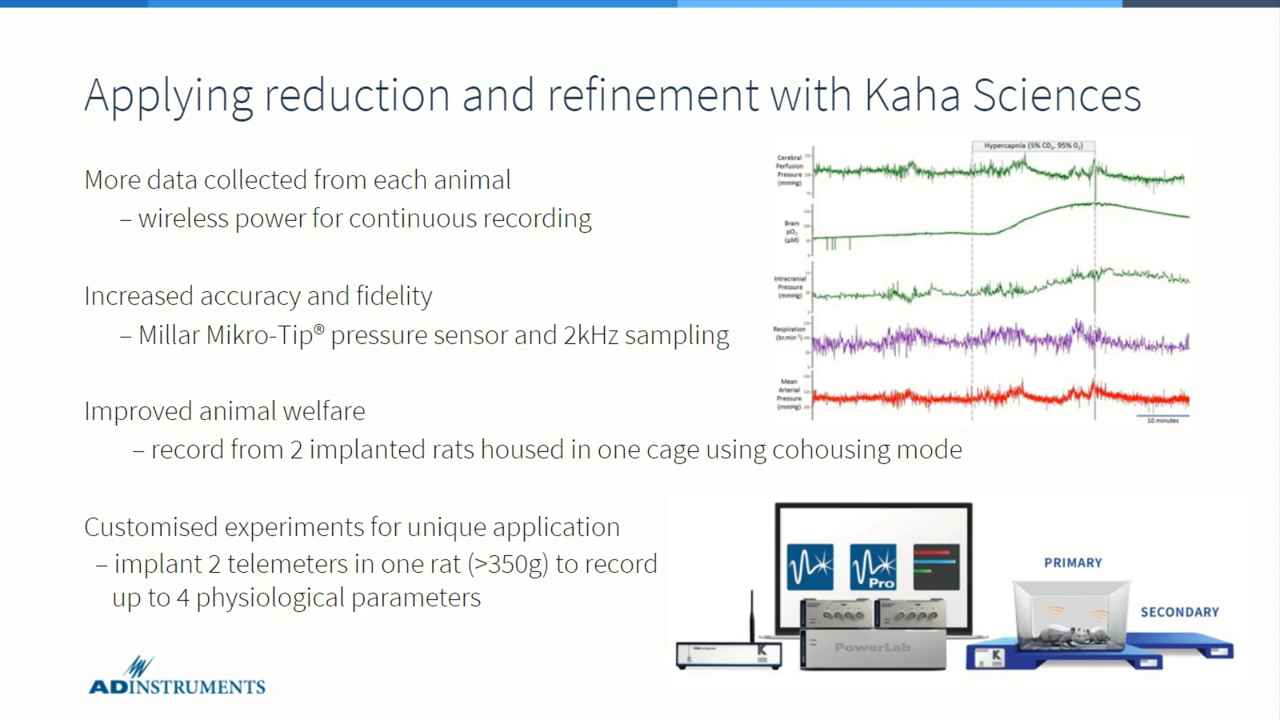 Applying reduction and refinement with Kaha Sciences
More data collected from each animal
– wireless power for continuous recording
Increased accuracy and fidelity
– Millar Mikro-Tip® pressure sensor and 2kHz sampling
Improved animal welfare
– record from 2 implanted rats housed in one cage using cohousing mode
Customised experiments for unique application
– implant 2 telemeters in one rat (>350g) to record
up to 4 physiological parameters
Hypercapnia (5% CO₂, 95% O₂)
Cerebral
Perfusion
Pressure
(mmHg)
Brain
pO₂
(μM)
Intracranial
Pressure
(mmHg)
Respiration
(br.min⁻¹)
Mean
Arterial
Pressure
(mmHg)
10 minutes
Pro
PowerLab
K
PRIMARY
SECONDARY
K
ADINSTRUMENTS